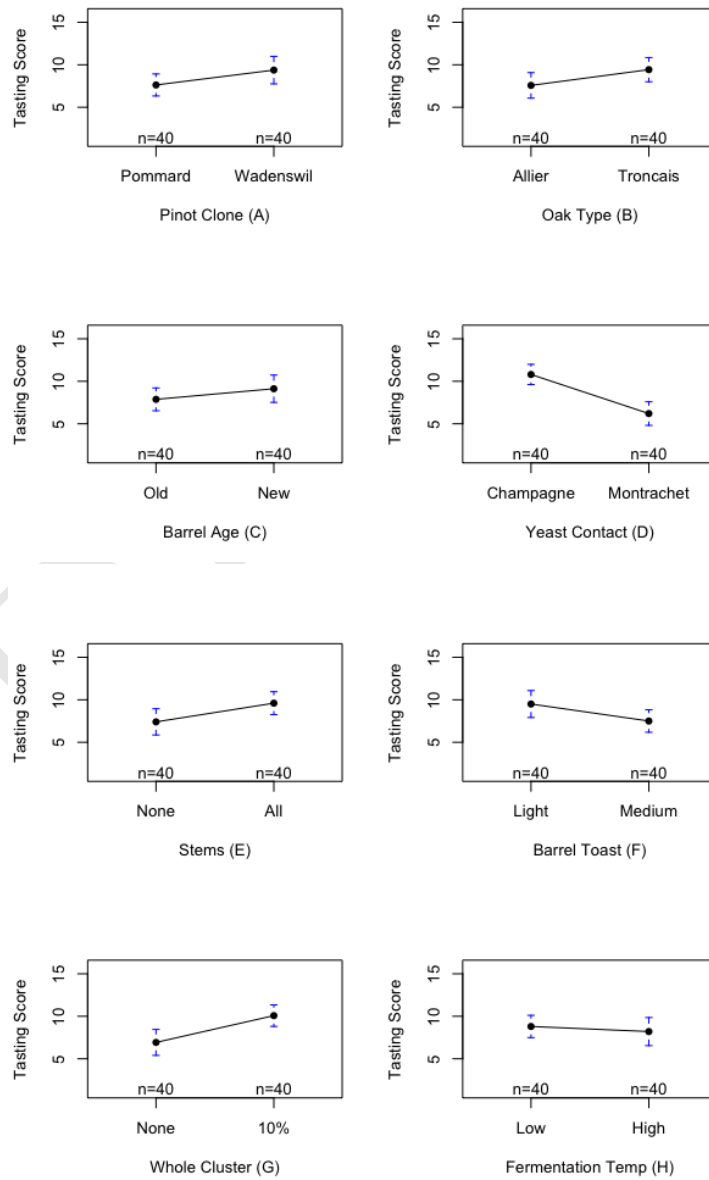 Tasting Score
15
10
5
n=40 n=40
Pommard Wadenswil
Pinot Clone (A)
Tasting Score
15
10
5
n=40 n=40
Allier Troncais
Oak Type (B)
Tasting Score
15
10
5
n=40 n=40
Old New
Barrel Age (C)
Tasting Score
15
10
5
n=40 n=40
Champagne Montrachet
Yeast Contact (D)
Tasting Score
15
10
5
n=40 n=40
None All
Stems (E)
Tasting Score
15
10
5
n=40 n=40
Light Medium
Barrel Toast (F)
Tasting Score
15
10
5
n=40 n=40
None 10%
Whole Cluster (G)
Tasting Score
15
10
5
n=40 n=40
Low High
Fermentation Temp (H)